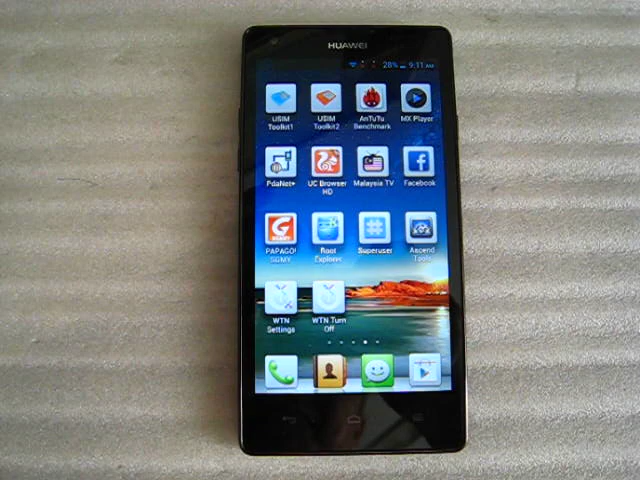 HUAWEI
28% 9:11 AM
USIM Toolkit1
USIM Toolkit2
AnTuTu Benchmark
MX Player
PdaNet+
UC Browser HD
Malaysia TV
Facebook
PAPAGO! SGMY
Root Explorer
Superuser
Ascend Tools
WTN Settings
WTN Turn Off